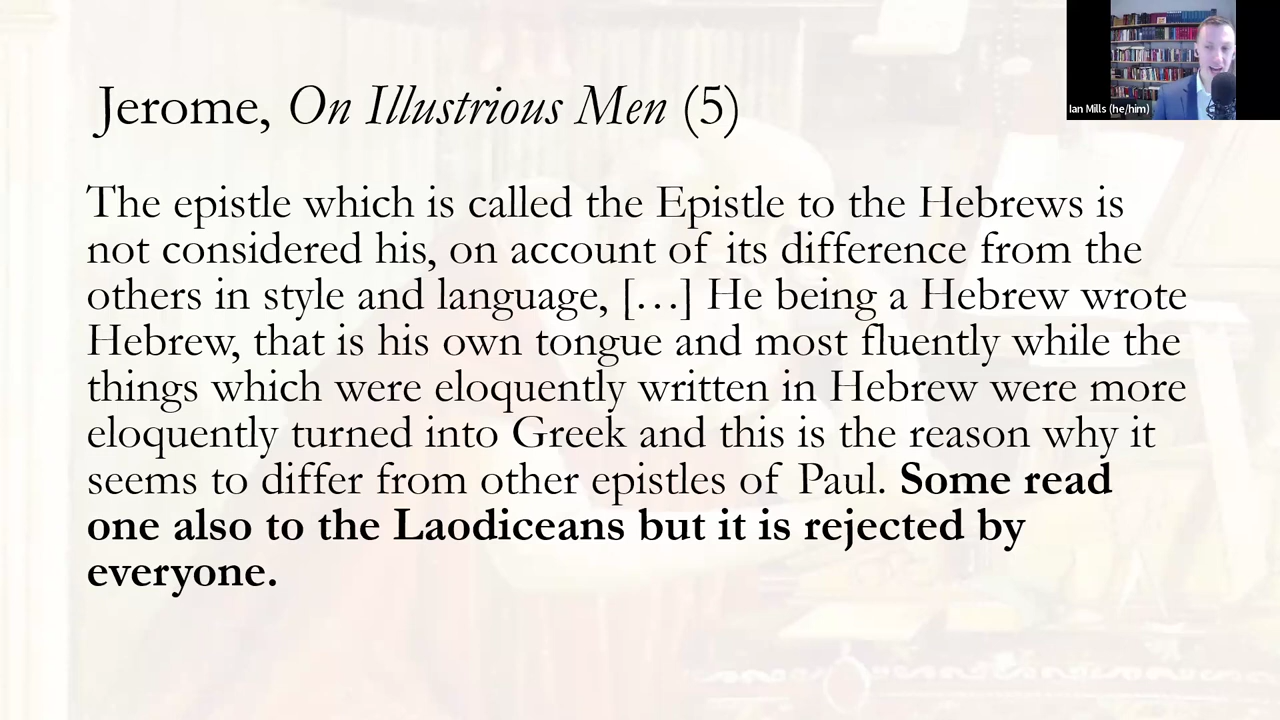 Jerome, On Illustrious Men (5)
Ian Mills (he/him)
The epistle which is called the Epistle to the Hebrews is
not considered his, on account of its difference from the
others in style and language, […] He being a Hebrew wrote
Hebrew, that is his own tongue and most fluently while the
things which were eloquently written in Hebrew were more
eloquently turned into Greek and this is the reason why it
seems to differ from other epistles of Paul. Some read
one also to the Laodiceans but it is rejected by
everyone.